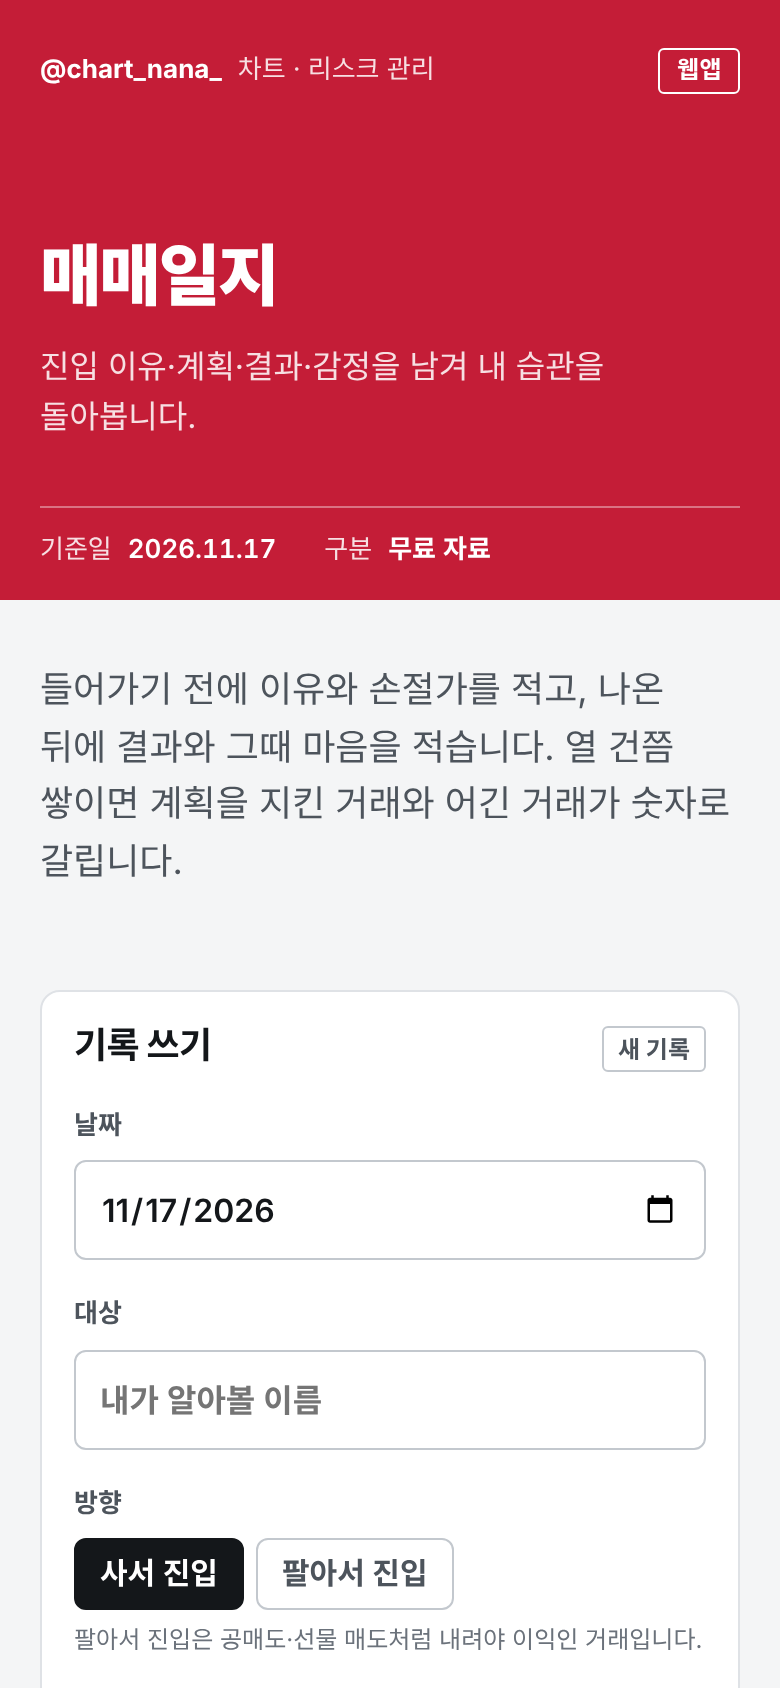 @chart_nana_ 차트 · 리스크 관리
웹앱
매매일지
진입 이유·계획·결과·감정을 남겨 내 습관을
돌아봅니다.
기준일 2026.11.17 구분 무료 자료
들어가기 전에 이유와 손절가를 적고, 나온
뒤에 결과와 그때 마음을 적습니다. 열 건쯤
쌓이면 계획을 지킨 거래와 어긴 거래가 숫자로
갈립니다.
기록 쓰기
새 기록
날짜
11/17/2026
대상
내가 알아볼 이름
방향
사서 진입 팔아서 진입
팔아서 진입은 공매도·선물 매도처럼 내려야 이익인 거래입니다.